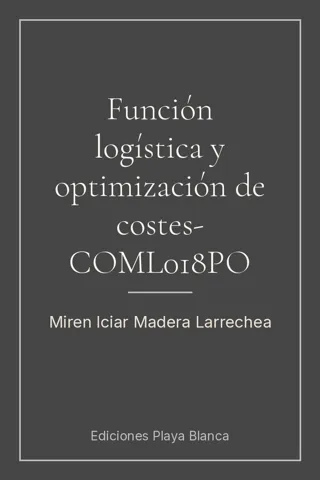 Función
logística y
optimización de
costes-
COML018PO
Miren Iciar Madera Larrechea
Ediciones Playa Blanca